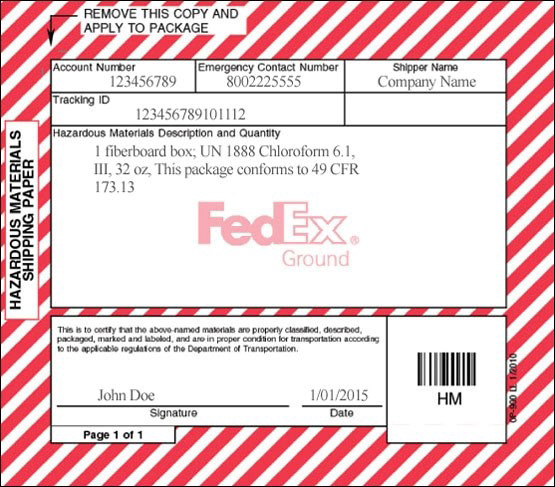 REMOVE THIS COPY AND
APPLY TO PACKAGE
HAZARDOUS MATERIALS
SHIPPING PAPER
Account Number
123456789
Emergency Contact Number
8002225555
Shipper Name
Company Name
Tracking ID
123456789101112
Hazardous Materials Description and Quantity
1 fiberboard box; UN 1888 Chloroform 6.1,
III, 32 oz, This package conforms to 49 CFR
173.13
FedEx®
Ground
This is to certify that the above-named materials are properly classified, described,
packaged, marked and labeled, and are in proper condition for transportation according
to the applicable regulations of the Department of Transportation.
John Doe
1/01/2015
Signature
Date
HM
Page 1 of 1